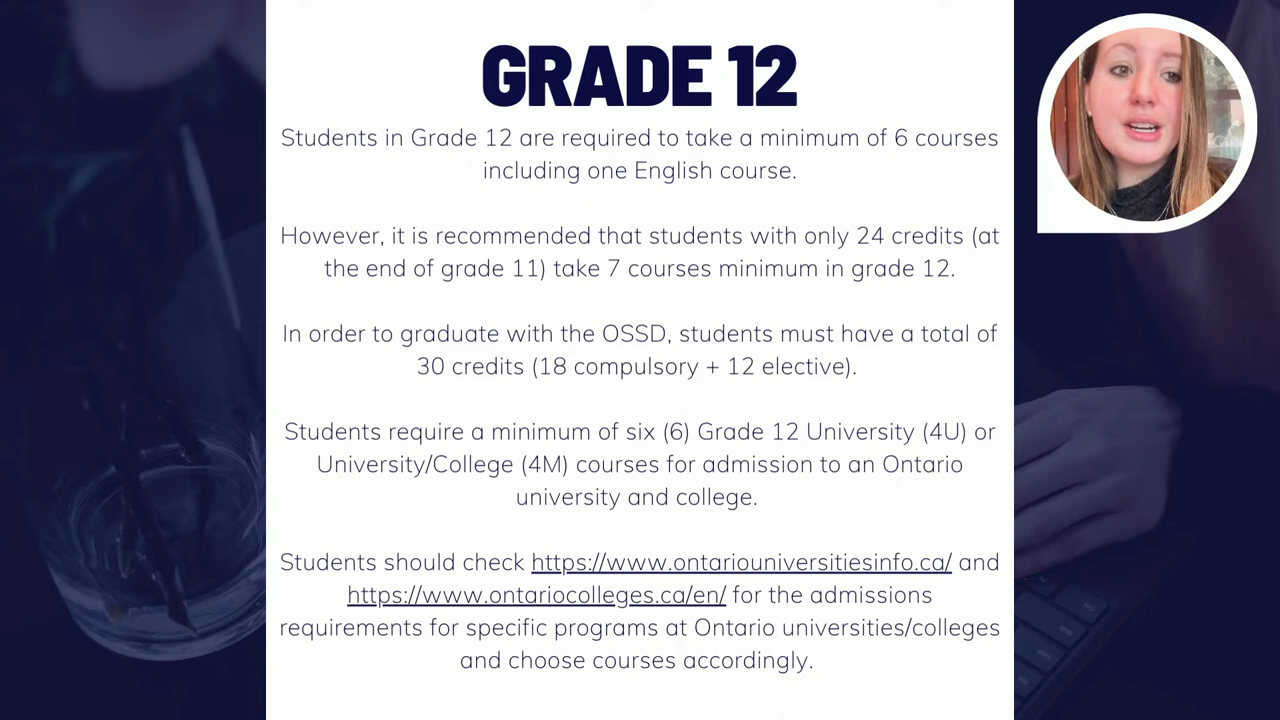 GRADE 12
Students in Grade 12 are required to take a minimum of 6 courses
including one English course.
However, it is recommended that students with only 24 credits (at
the end of grade 11) take 7 courses minimum in grade 12.
In order to graduate with the OSSD, students must have a total of
30 credits (18 compulsory + 12 elective).
Students require a minimum of six (6) Grade 12 University (4U) or
University/College (4M) courses for admission to an Ontario
university and college.
Students should check https://www.ontariouniversitiesinfo.ca/ and
https://www.ontariocolleges.ca/en/ for the admissions
requirements for specific programs at Ontario universities/colleges
and choose courses accordingly.